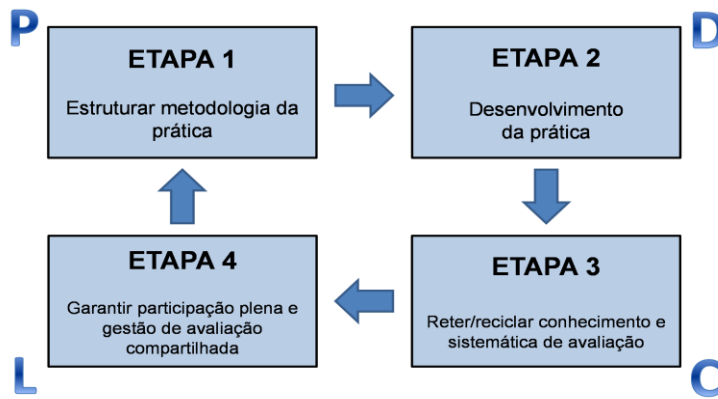 P
ETAPA 1
Estruturar metodologia da
prática
D
ETAPA 2
Desenvolvimento
da prática
ETAPA 4
Garantir participação plena e
gestão de avaliação
compartilhada
L
ETAPA 3
Reter/reciclar conhecimento e
sistemática de avaliação
C